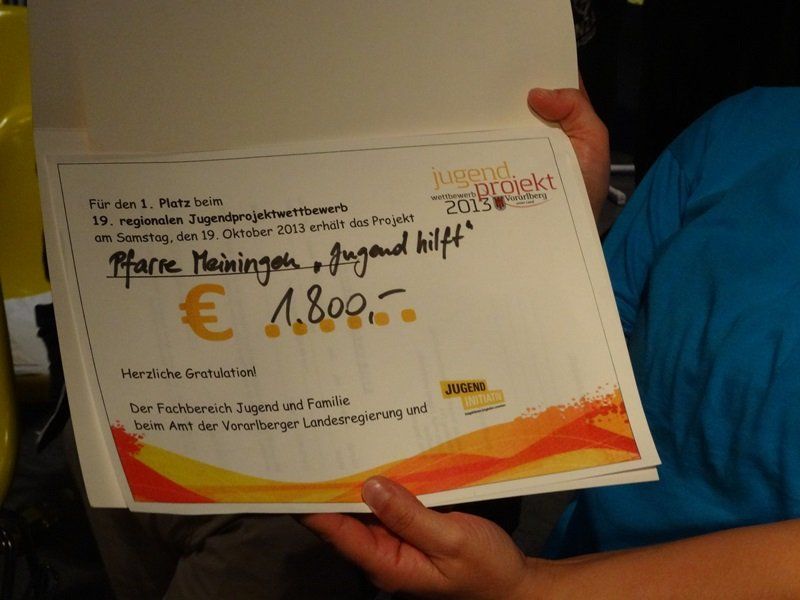 jugend
projekt
wettbewerb
2013 Vorarlberg
unser Land
Für den 1. Platz beim
19. regionalen Jugendprojektwettbewerb
am Samstag, den 19. Oktober 2013 erhält das Projekt
Pfarre Meiningen „Jugend hilft“
€ 1.800,-
Herzliche Gratulation!
Der Fachbereich Jugend und Familie
beim Amt der Vorarlberger Landesregierung und
JUGEND
INITIATIV